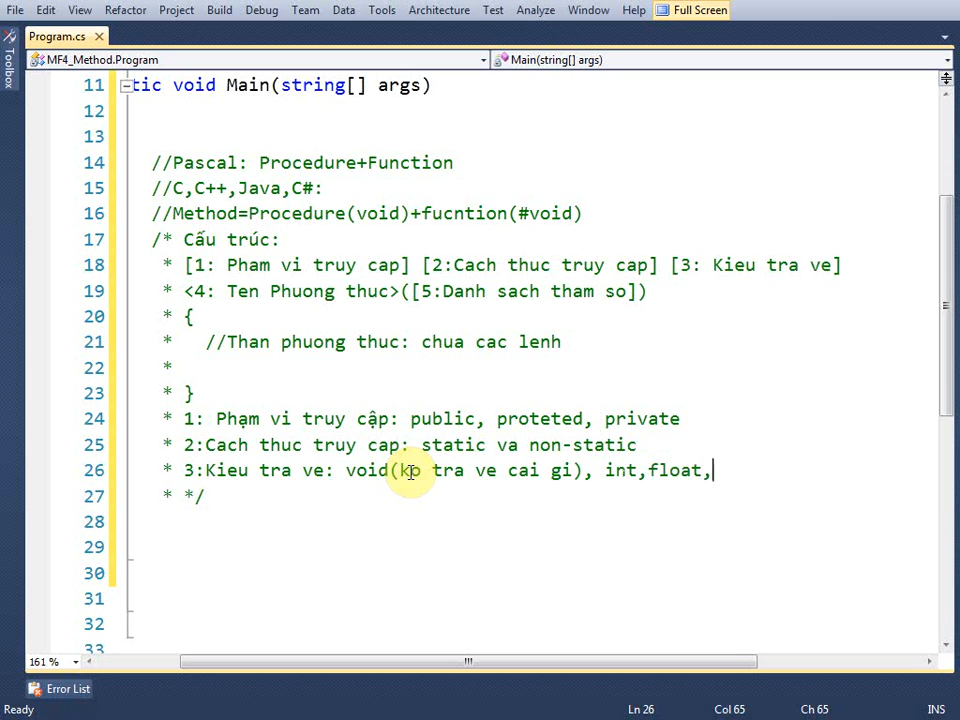 File Edit View Refactor Project Build Debug Team Data Tools Architecture Test Analyze Window Help Full Screen
Program.cs
Toolbox
MF4_Method.Program Main(string[] args)
11 tic void Main(string[] args)
12
13
14 //Pascal: Procedure+Function
15 //C,C++,Java,C#:
16 //Method=Procedure(void)+fucntion(#void)
17 /* Cấu trúc:
18 * [1: Pham vi truy cap] [2:Cach thuc truy cap] [3: Kieu tra ve]
19 * <4: Ten Phuong thuc>([5:Danh sach tham so])
20 * {
21 * //Than phuong thuc: chua cac lenh
22 *
23 * }
24 * 1: Phạm vi truy cập: public, proteted, private
25 * 2:Cach thuc truy cap: static va non-static
26 * 3:Kieu tra ve: void(ko tra ve cai gi), int,float,
27 * */
28
29
30
31
32
33
161 %
Error List
Ready Ln 26 Col 65 Ch 65 INS